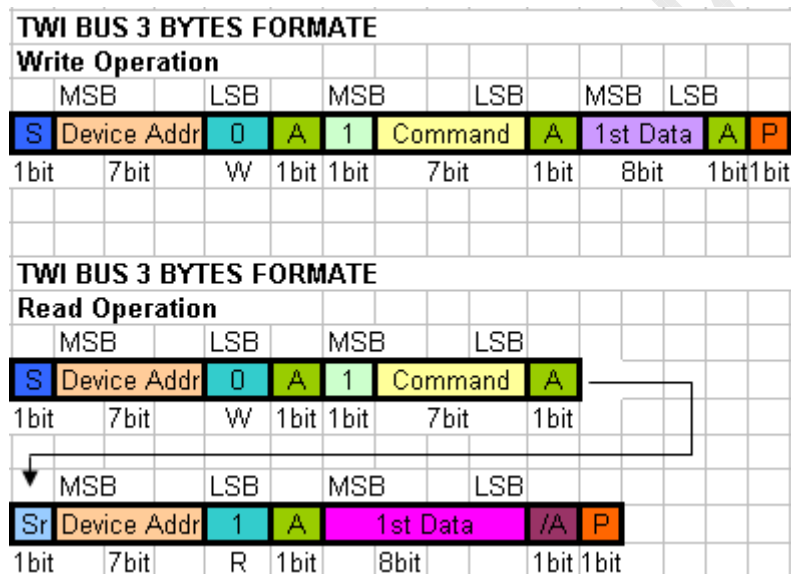 TWI BUS 3 BYTES FORMATE
Write Operation
MSB LSB MSB LSB MSB LSB
S Device Addr 0 A 1 Command A 1st Data A P
1bit 7bit W 1bit 1bit 7bit 1bit 8bit 1bit 1bit
TWI BUS 3 BYTES FORMATE
Read Operation
MSB LSB MSB LSB
S Device Addr 0 A 1 Command A
1bit 7bit W 1bit 1bit 7bit 1bit
MSB LSB MSB LSB
Sr Device Addr 1 A 1st Data /A P
1bit 7bit R 1bit 8bit 1bit 1bit